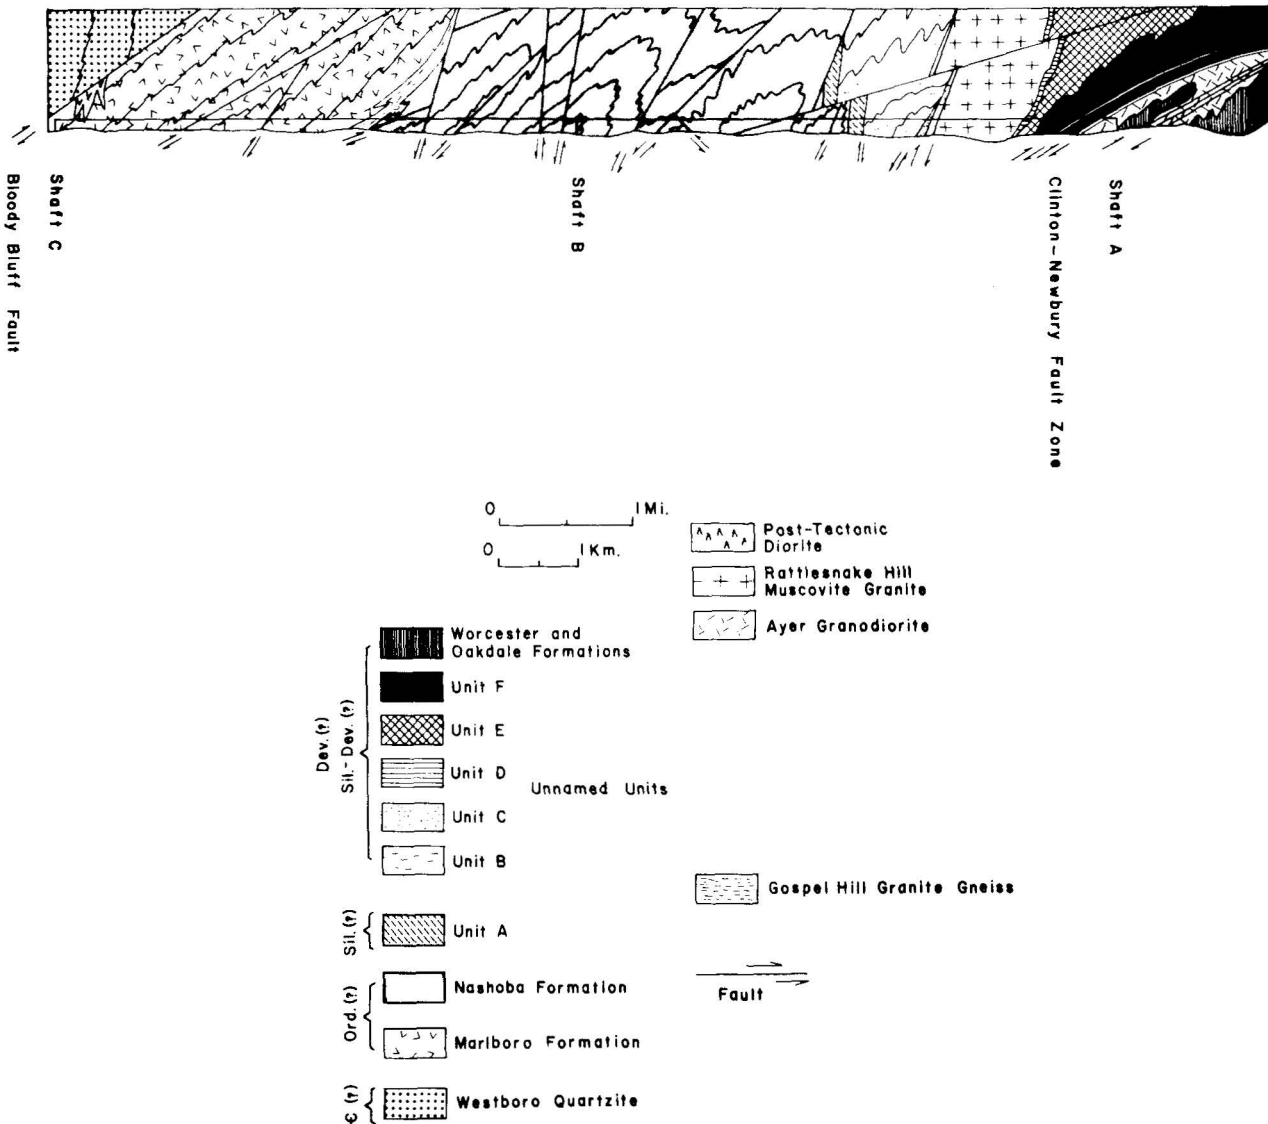 Shaft C
Bloody Bluff Fault
Shaft B
Clinton-Newbury Fault Zone
Shaft A
0 1 Mi.
0 1 Km.
Post-Tectonic
Diorite
Rattlesnake Hill
Muscovite Granite
Ayer Granodiorite
Worcester and
Oakdale Formations
Unit F
Unit E
Unit D
Unnamed Units
Unit C
Unit B
Dev. (?)
Sil.-Dev. (?)
Gospel Hill Granite Gneiss
Sil. (?)
Unit A
Fault
Ord. (?)
Nashoba Formation
Marlboro Formation
Є (?)
Westboro Quartzite